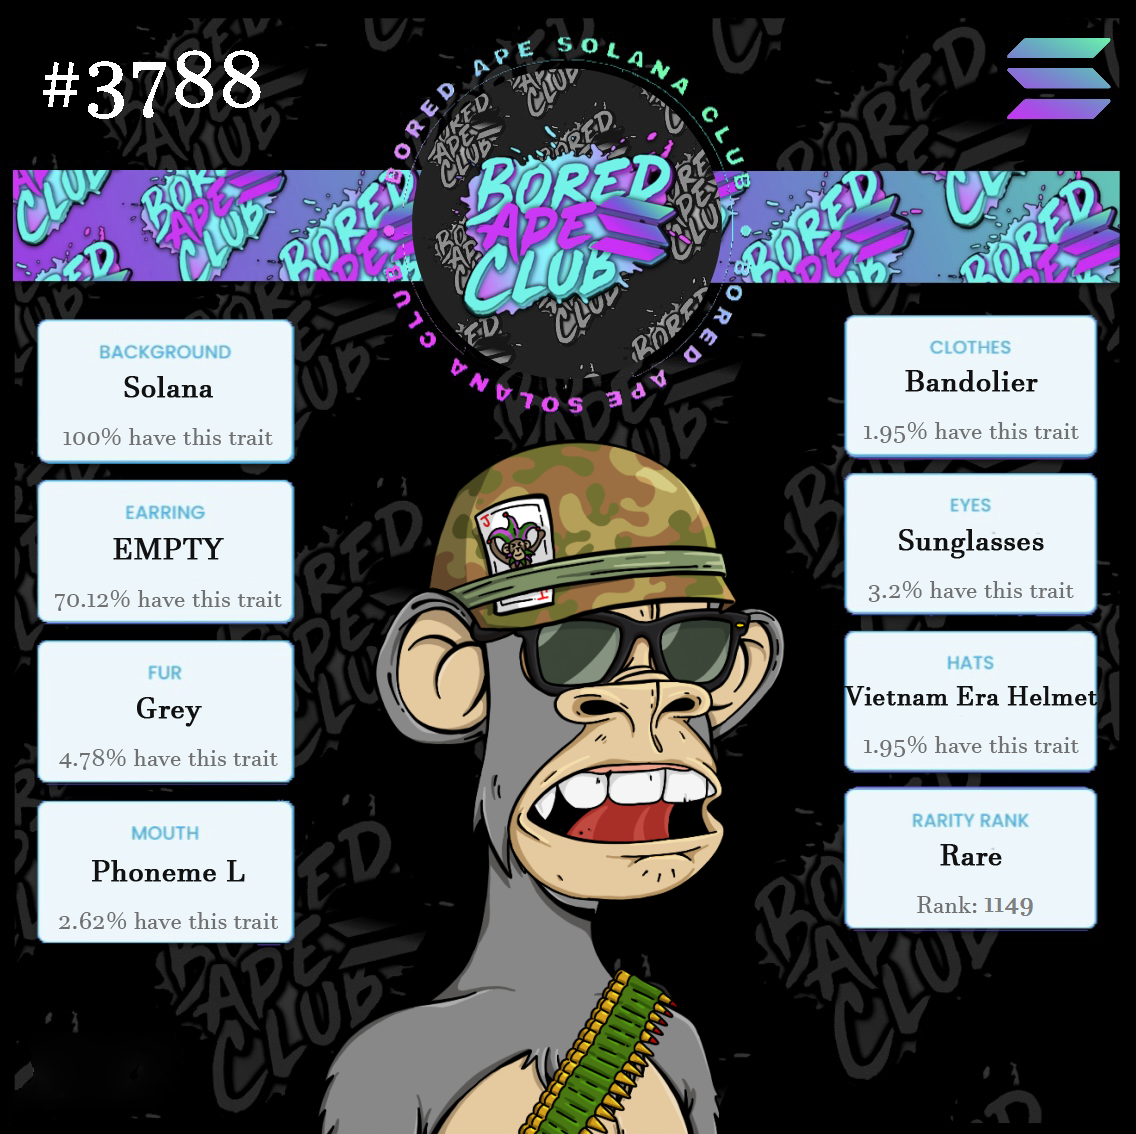 #3788
BORED APE SOLANA CLUB
BORED APE SOLANA CLUB
BORED
APE
CLUB
BACKGROUND
Solana
100% have this trait
EARRING
EMPTY
70.12% have this trait
FUR
Grey
4.78% have this trait
MOUTH
Phoneme L
2.62% have this trait
CLOTHES
Bandolier
1.95% have this trait
EYES
Sunglasses
3.2% have this trait
HATS
Vietnam Era Helmet
1.95% have this trait
RARITY RANK
Rare
Rank: 1149
J
J